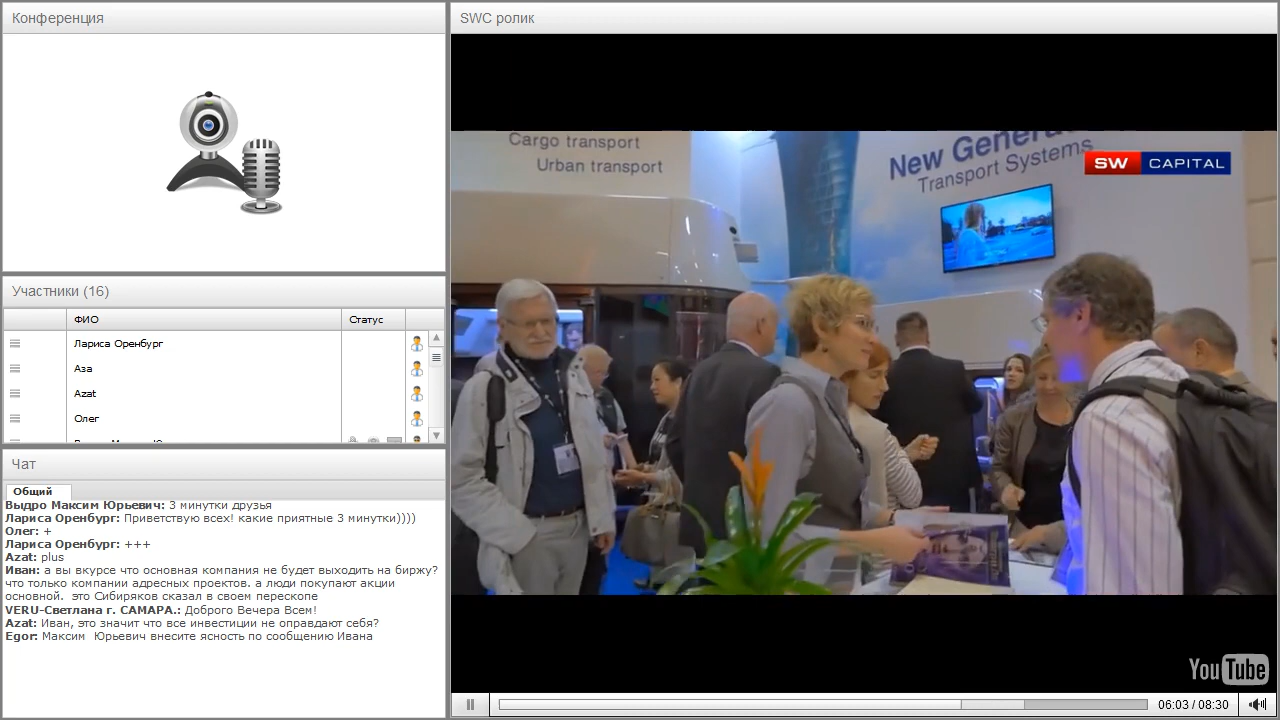 Конференция
SWC ролик
Cargo transport
Urban transport
New
Transport Systems
SW CAPITAL
Участники (16)
ФИО Статус
Лариса Оренбург
Аза
Azat
Олег
Чат
Общий
Выдро Максим Юрьевич: 3 минутки друзья
Лариса Оренбург: Приветствую всех! какие приятные 3 минутки))))
Олег: +
Лариса Оренбург: +++
Azat: plus
Иван: а вы вкурсе что основная компания не будет выходить на биржу?
что только компании адресных проектов. а люди покупают акции
основной. это Сибиряков сказал в своем перескопе
VERU-Светлана г. САМАРА.: Доброго Вечера Всем!
Azat: Иван, это значит что все инвестиции не оправдают себя?
Egor: Максим Юрьевич внесите ясность по сообщению Ивана
YouTube
06:03 / 08:30